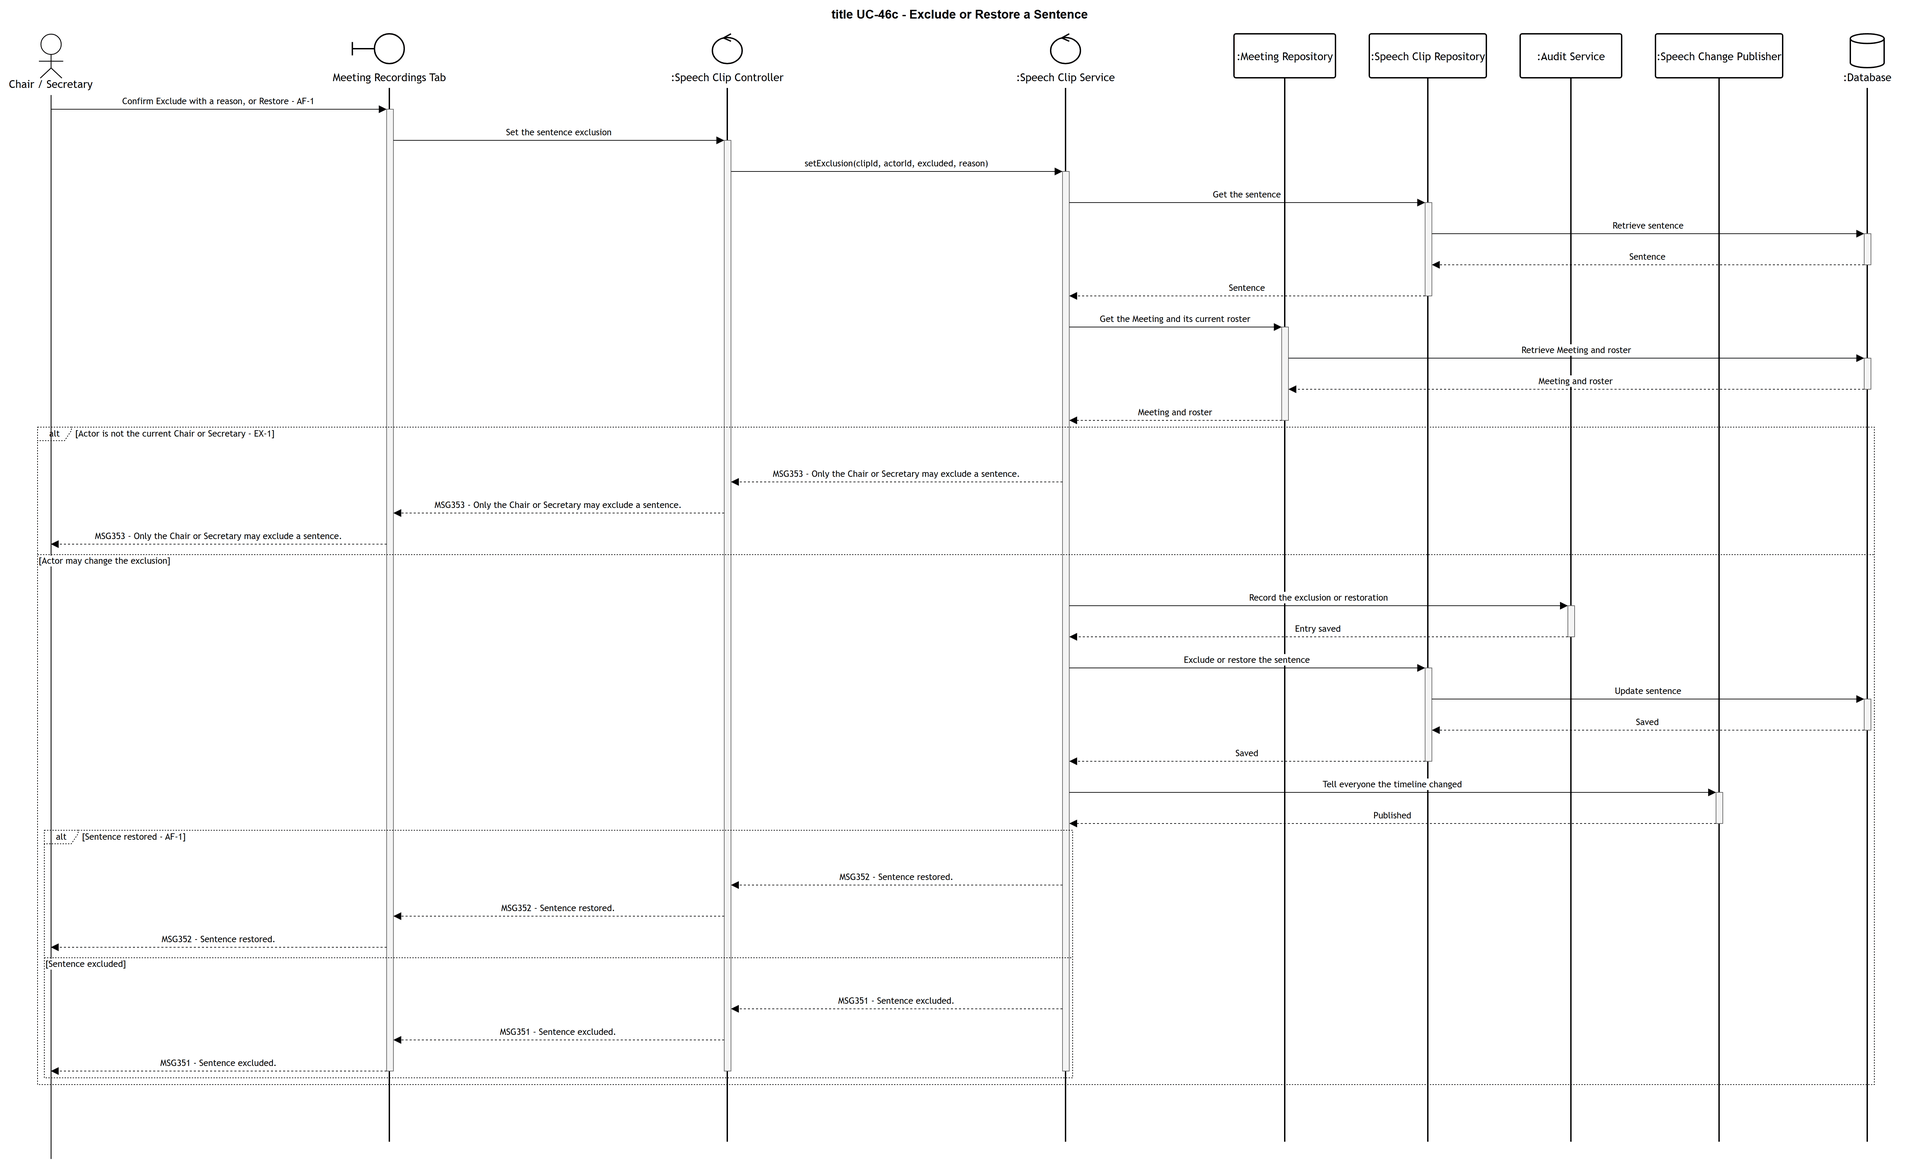 title UC-46c - Exclude or Restore a Sentence
Chair / Secretary
Meeting Recordings Tab
:Speech Clip Controller
:Speech Clip Service
:Meeting Repository
:Speech Clip Repository
:Audit Service
:Speech Change Publisher
:Database
Confirm Exclude with a reason, or Restore - AF-1
Set the sentence exclusion
setExclusion(clipId, actorId, excluded, reason)
Get the sentence
Retrieve sentence
Sentence
Sentence
Get the Meeting and its current roster
Retrieve Meeting and roster
Meeting and roster
Meeting and roster
alt [Actor is not the current Chair or Secretary - EX-1]
MSG353 - Only the Chair or Secretary may exclude a sentence.
MSG353 - Only the Chair or Secretary may exclude a sentence.
MSG353 - Only the Chair or Secretary may exclude a sentence.
[Actor may change the exclusion]
Record the exclusion or restoration
Entry saved
Exclude or restore the sentence
Update sentence
Saved
Saved
Tell everyone the timeline changed
Published
alt [Sentence restored - AF-1]
MSG352 - Sentence restored.
MSG352 - Sentence restored.
MSG352 - Sentence restored.
[Sentence excluded]
MSG351 - Sentence excluded.
MSG351 - Sentence excluded.
MSG351 - Sentence excluded.